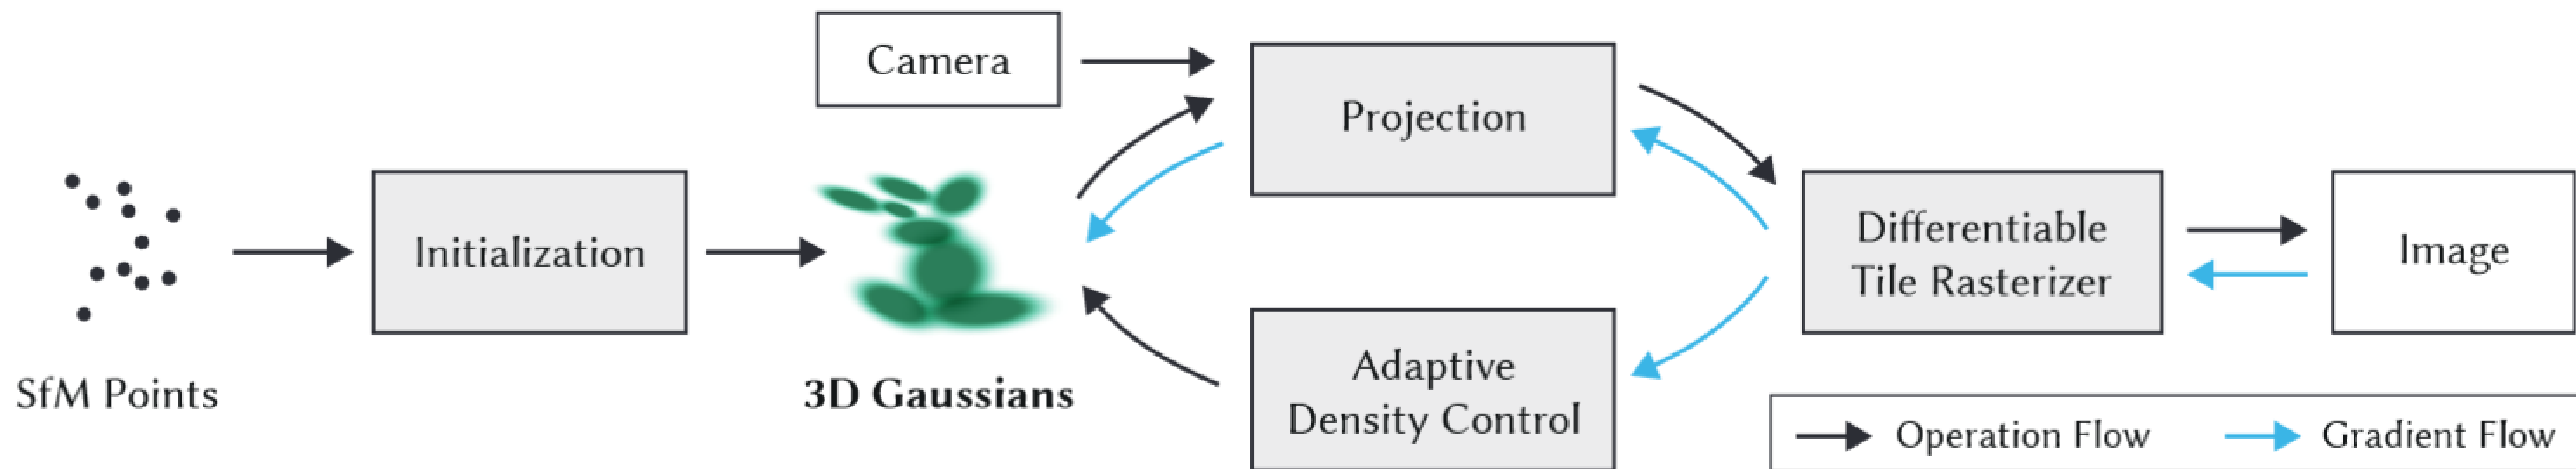 Camera
Projection
Initialization
Differentiable
Tile Rasterizer
Image
SfM Points
3D Gaussians
Adaptive
Density Control
Operation Flow
Gradient Flow